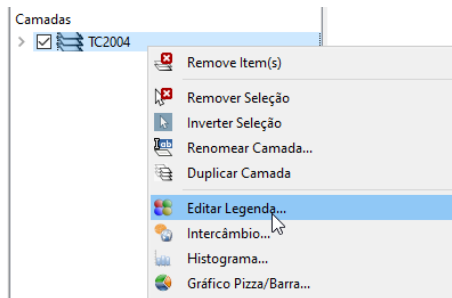 Camadas
TC2004
Remove Item(s)
Remover Seleção
Inverter Seleção
Renomear Camada...
Duplicar Camada
Editar Legenda...
Intercâmbio...
Histograma...
Gráfico Pizza/Barra...